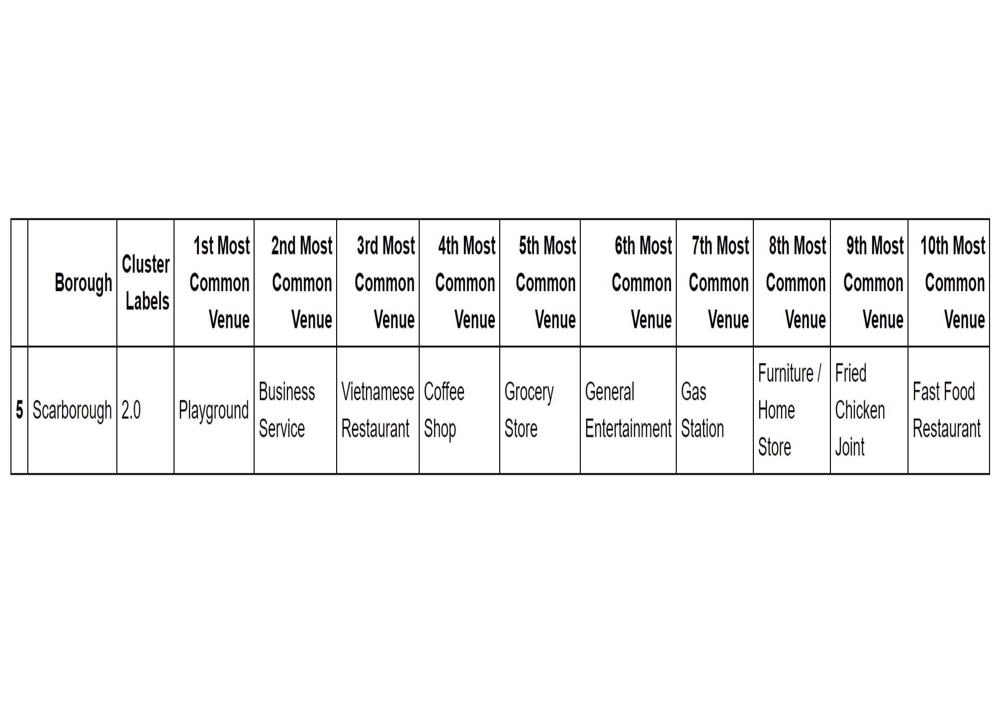 Borough
Cluster
Labels
1st Most
Common
Venue
2nd Most
Common
Venue
3rd Most
Common
Venue
4th Most
Common
Venue
5th Most
Common
Venue
6th Most
Common
Venue
7th Most
Common
Venue
8th Most
Common
Venue
9th Most
Common
Venue
10th Most
Common
Venue
5
Scarborough
2.0
Playground
Business
Service
Vietnamese
Restaurant
Coffee
Shop
Grocery
Store
General
Entertainment
Gas
Station
Furniture /
Home
Store
Fried
Chicken
Joint
Fast Food
Restaurant